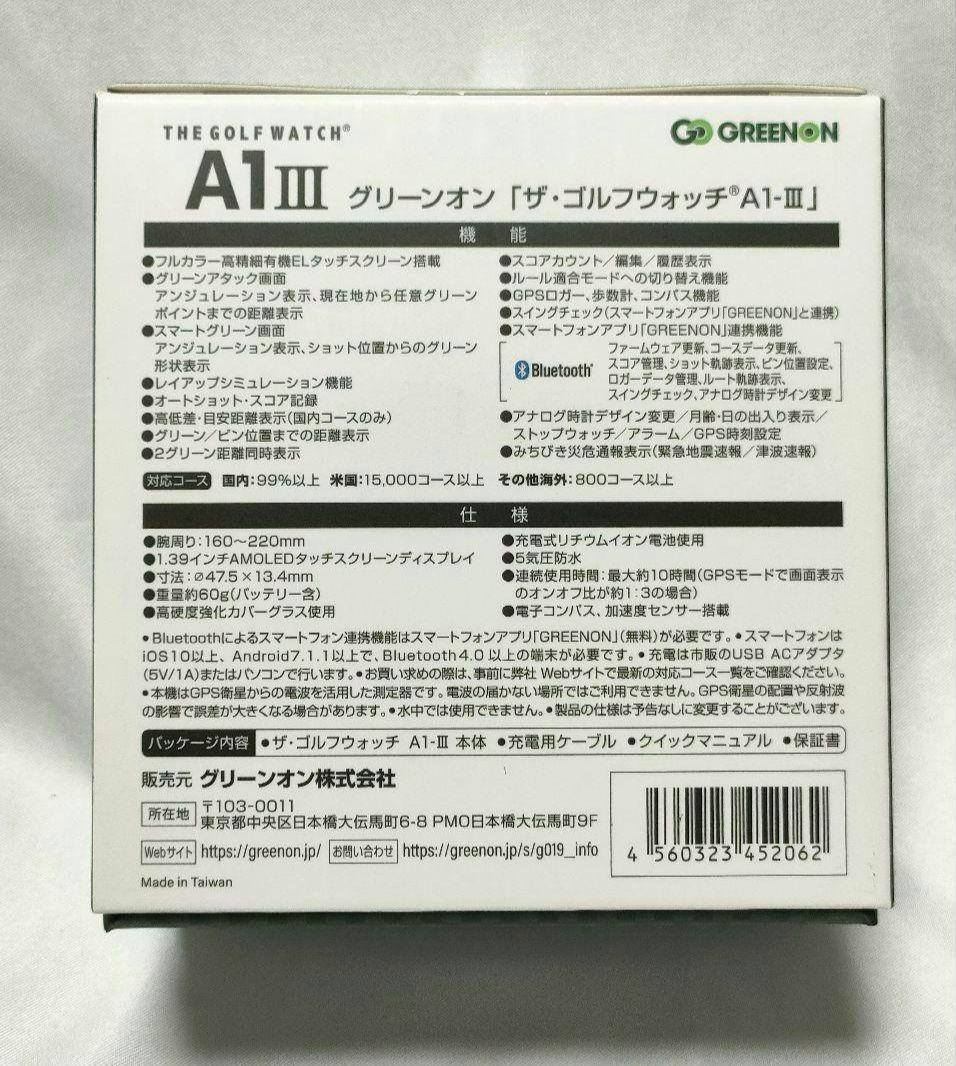 THE GOLF WATCH®
GREENON
A1 III グリーンオン「ザ・ゴルフウォッチ®A1-III」
機 能
●フルカラー高精細有機ELタッチスクリーン搭載
●グリーンアタック画面
アンジュレーション表示、現在地から任意グリーン
ポイントまでの距離表示
●スマートグリーン画面
アンジュレーション表示、ショット位置からのグリーン
形状表示
●レイアップシミュレーション機能
●オートショット・スコア記録
●高低差・目安距離表示(国内コースのみ)
●グリーン/ピン位置までの距離表示
●2グリーン距離同時表示
●スコアカウント/編集/履歴表示
●ルール適合モードへの切り替え機能
●GPSロガー、歩数計、コンパス機能
●スイングチェック(スマートフォンアプリ「GREENON」と連携)
●スマートフォンアプリ「GREENON」連携機能
Bluetooth®
ファームウェア更新、コースデータ更新、
スコア管理、ショット軌跡表示、ピン位置設定、
ロガーデータ管理、ルート軌跡表示、
スイングチェック、アナログ時計デザイン変更
●アナログ時計デザイン変更/月齢・日の出入り表示/
ストップウォッチ/アラーム/GPS時刻設定
●みちびき災危通報表示(緊急地震速報/津波速報)
対応コース 国内:99%以上 米国:15,000コース以上 その他海外:800コース以上
仕 様
●腕周り:160〜220mm
●1.39インチAMOLEDタッチスクリーンディスプレイ
●寸法:⌀47.5×13.4mm
●重量約60g(バッテリー含)
●高硬度強化カバーグラス使用
●充電式リチウムイオン電池使用
●5気圧防水
●連続使用時間:最大約10時間(GPSモードで画面表示
のオンオフ比が約1:3の場合)
●電子コンパス、加速度センサー搭載
●Bluetoothによるスマートフォン連携機能はスマートフォンアプリ「GREENON」(無料)が必要です。●スマートフォンは
iOS10以上、Android7.1.1以上で、Bluetooth4.0 以上の端末が必要です。●充電は市販のUSB ACアダプタ
(5V/1A)またはパソコンで行います。●お買い求めの際は、事前に弊社 Webサイトで最新の対応コース一覧をご確認ください。
●本機はGPS衛星からの電波を活用した測定器です。電波の届かない場所ではご利用できません。GPS衛星の配置や反射波
の影響で誤差が大きくなる場合があります。●水中では使用できません。●製品の仕様は予告なしに変更することがございます。
パッケージ内容 ●ザ・ゴルフウォッチ A1-III 本体 ●充電用ケーブル ●クイックマニュアル ●保証書
販売元 グリーンオン株式会社
所在地 〒103-0011
東京都中央区日本橋大伝馬町6-8 PMO日本橋大伝馬町9F
Webサイト https://greenon.jp/ お問い合わせ https://greenon.jp/s/g019_info
Made in Taiwan
4 560323 452062